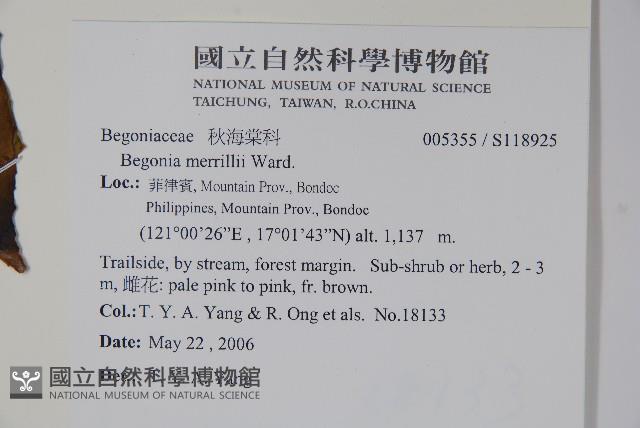 國立自然科學博物館
NATIONAL MUSEUM OF NATURAL SCIENCE
TAICHUNG, TAIWAN, R.O.CHINA
Begoniaceae 秋海棠科 005355 / S118925
Begonia merrillii Ward.
Loc.: 菲律賓, Mountain Prov., Bondoc
Philippines, Mountain Prov., Bondoc
(121°00'26”E , 17°01'43”N) alt. 1,137 m.
Trailside, by stream, forest margin. Sub-shrub or herb, 2 - 3
m, 雌花: pale pink to pink, fr. brown.
Col.: T. Y. A. Yang & R. Ong et als. No.18133
Date: May 22 , 2006
國立自然科學博物館
NATIONAL MUSEUM OF NATURAL SCIENCE